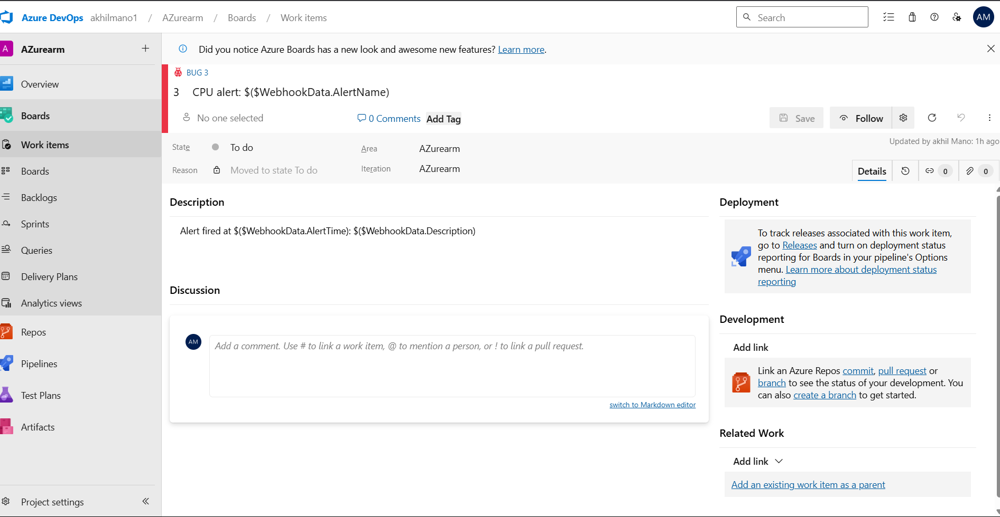 Azure DevOps akhilmano1 / AZurearm / Boards / Work items
Search
AM
A AZurearm
Overview
Boards
Work items
Boards
Backlogs
Sprints
Queries
Delivery Plans
Analytics views
Repos
Pipelines
Test Plans
Artifacts
Project settings
Did you notice Azure Boards has a new look and awesome new features? Learn more.
BUG 3
3 CPU alert: $($WebhookData.AlertName)
No one selected
0 Comments
Add Tag
Save
Follow
State To do
Area AZurearm
Updated by akhil Mano: 1h ago
Reason Moved to state To do
Iteration AZurearm
Details
0
0
Description
Alert fired at $($WebhookData.AlertTime): $($WebhookData.Description)
Discussion
AM
Add a comment. Use # to link a work item, @ to mention a person, or ! to link a pull request.
switch to Markdown editor
Deployment
To track releases associated with this work item,
go to Releases and turn on deployment status
reporting for Boards in your pipeline's Options
menu. Learn more about deployment status
reporting
Development
Add link
Link an Azure Repos commit, pull request or
branch to see the status of your development. You
can also create a branch to get started.
Related Work
Add link
Add an existing work item as a parent